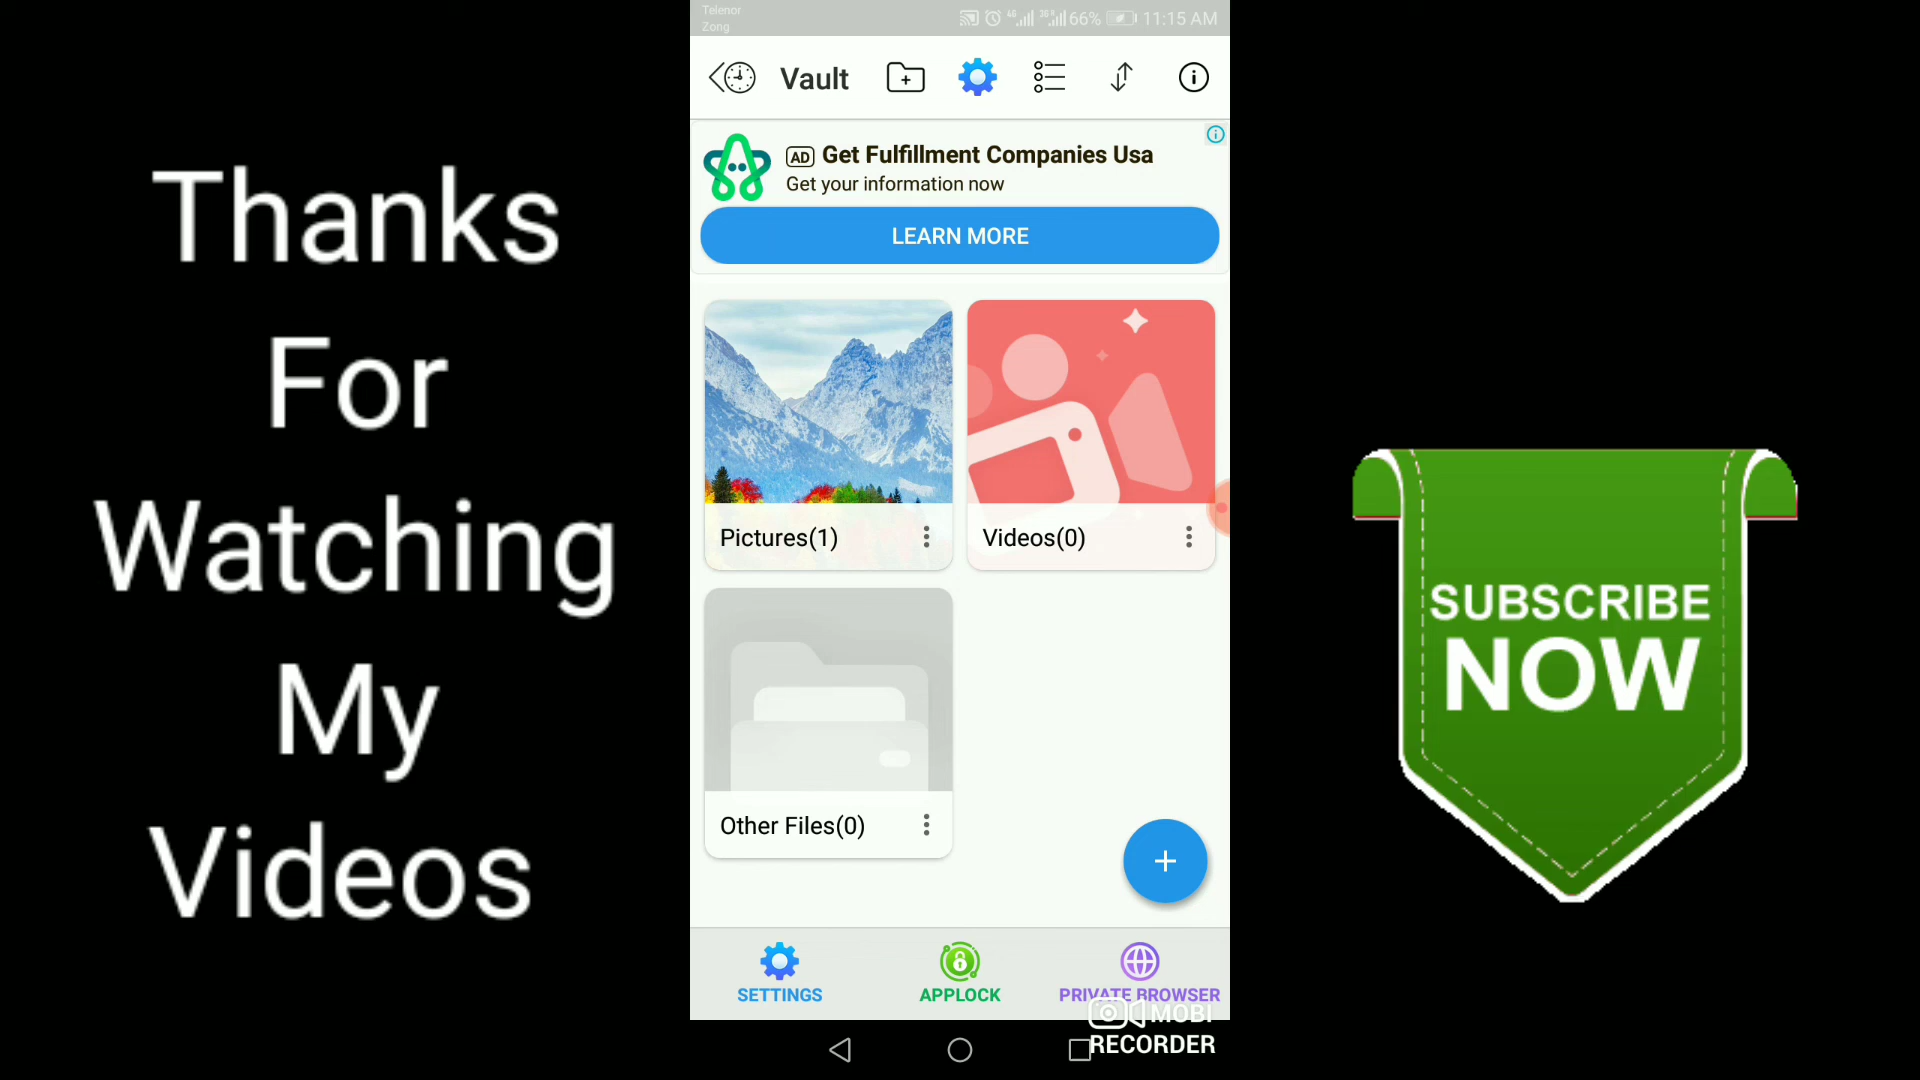 Thanks
For
Watching
My
Videos
Telenor
Zong
4G 3G 66% 11:15 AM
Vault
AD Get Fulfillment Companies Usa
Get your information now
LEARN MORE
Pictures(1)
Videos(0)
Other Files(0)
SETTINGS
APPLOCK
PRIVATE BROWSER
MOBI
RECORDER
SUBSCRIBE
NOW